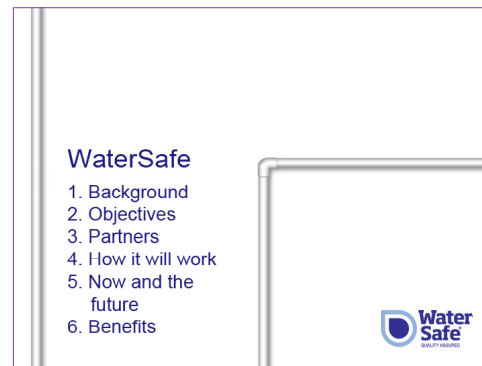 WaterSafe
1. Background
2. Objectives
3. Partners
4. How it will work
5. Now and the
future
6. Benefits
Water
Safe
QUALITY ASSURED